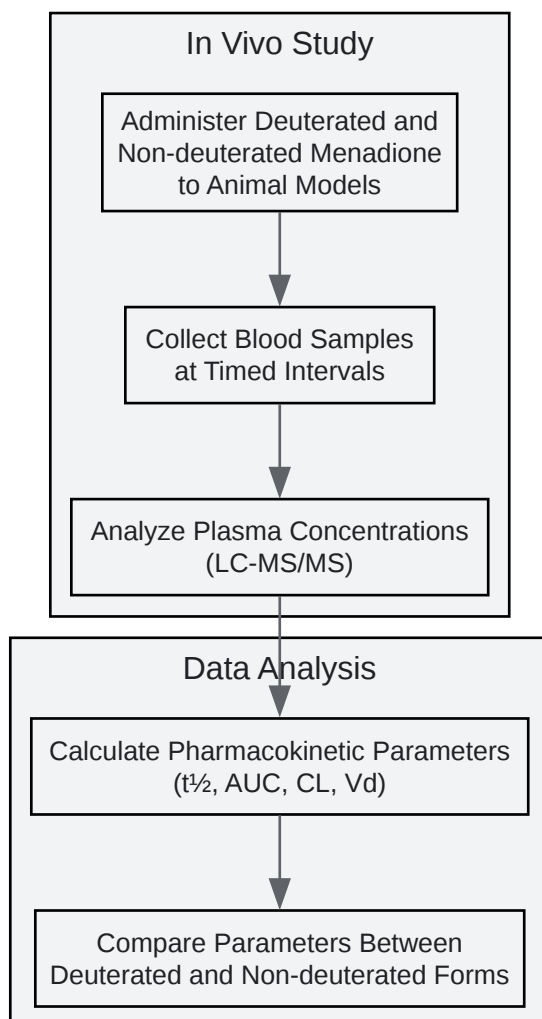 In Vivo Study
Administer Deuterated and
Non-deuterated Menadione
to Animal Models
Collect Blood Samples
at Timed Intervals
Analyze Plasma Concentrations
(LC-MS/MS)
Data Analysis
Calculate Pharmacokinetic Parameters
(t½, AUC, CL, Vd)
Compare Parameters Between
Deuterated and Non-deuterated Forms